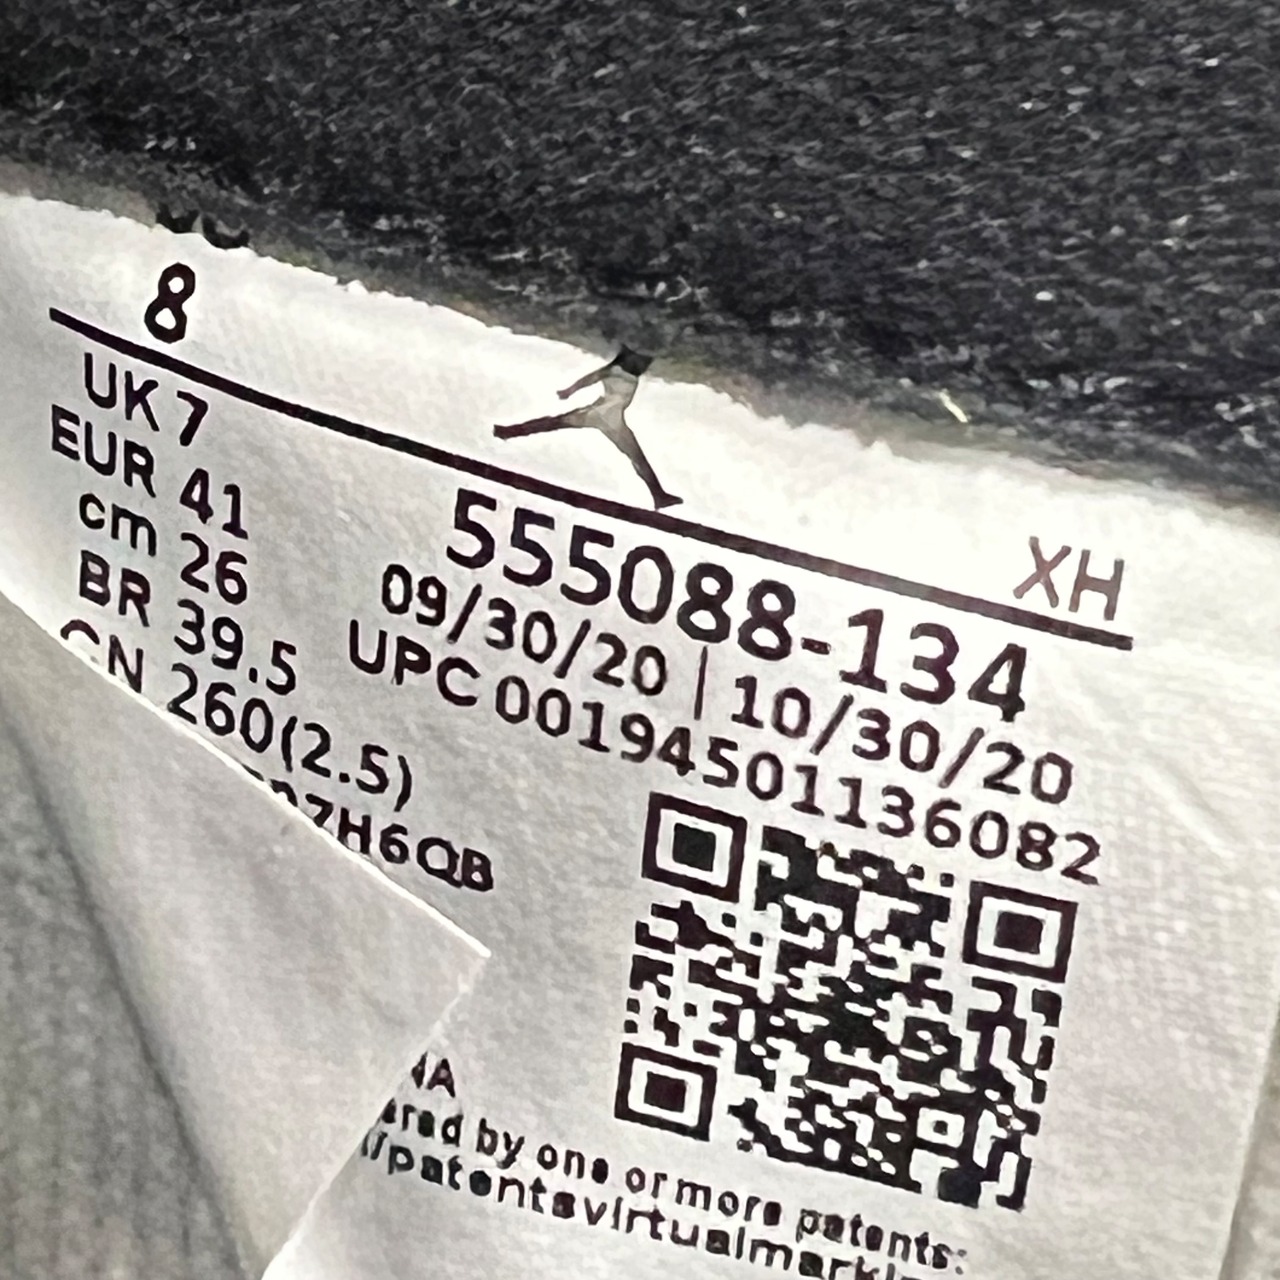 8
XH
UK 7
EUR 41
cm 26
BR 39.5
CN 260(2.5)
7H6QB
555088-134
09/30/20 | 10/30/20
UPC 00194501136082
by one or more patents: